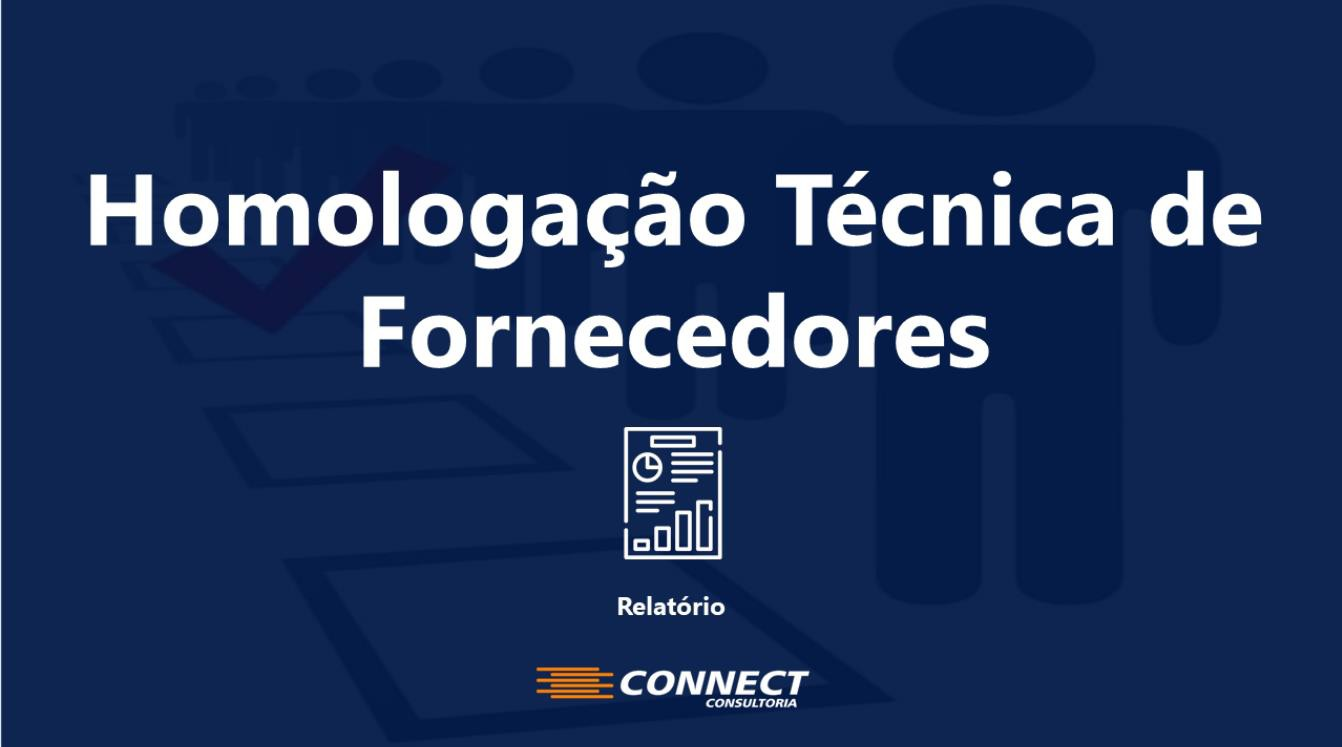 Homologação Técnica de
Fornecedores
Relatório
CONNECT
CONSULTORIA